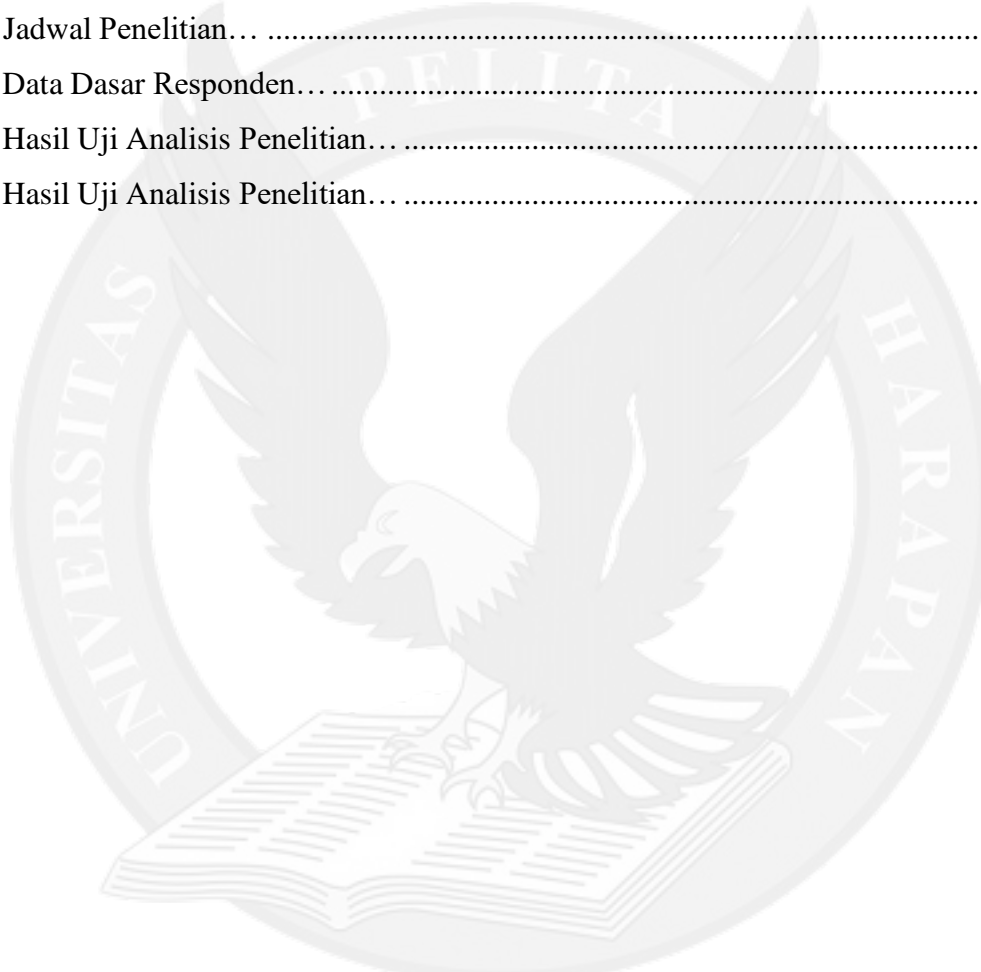 Jadwal Penelitian… ...........................................................................
Data Dasar Responden… ....................................................................
Hasil Uji Analisis Penelitian… .............................................................
Hasil Uji Analisis Penelitian… .............................................................
UNIVERSITAS PELITA HARAPAN